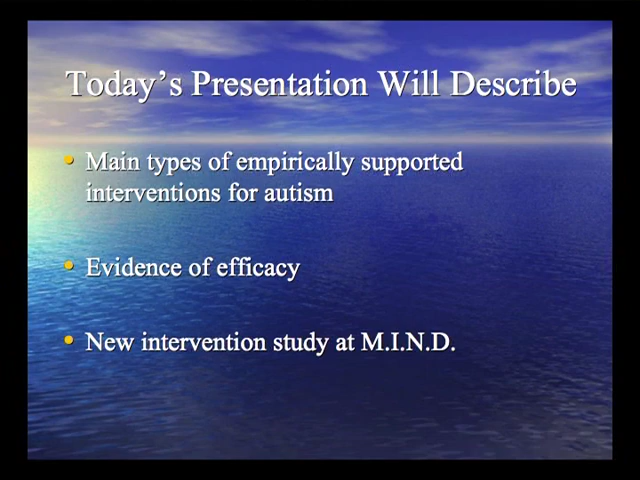 Today's Presentation Will Describe
• Main types of empirically supported
interventions for autism
• Evidence of efficacy
• New intervention study at M.I.N.D.